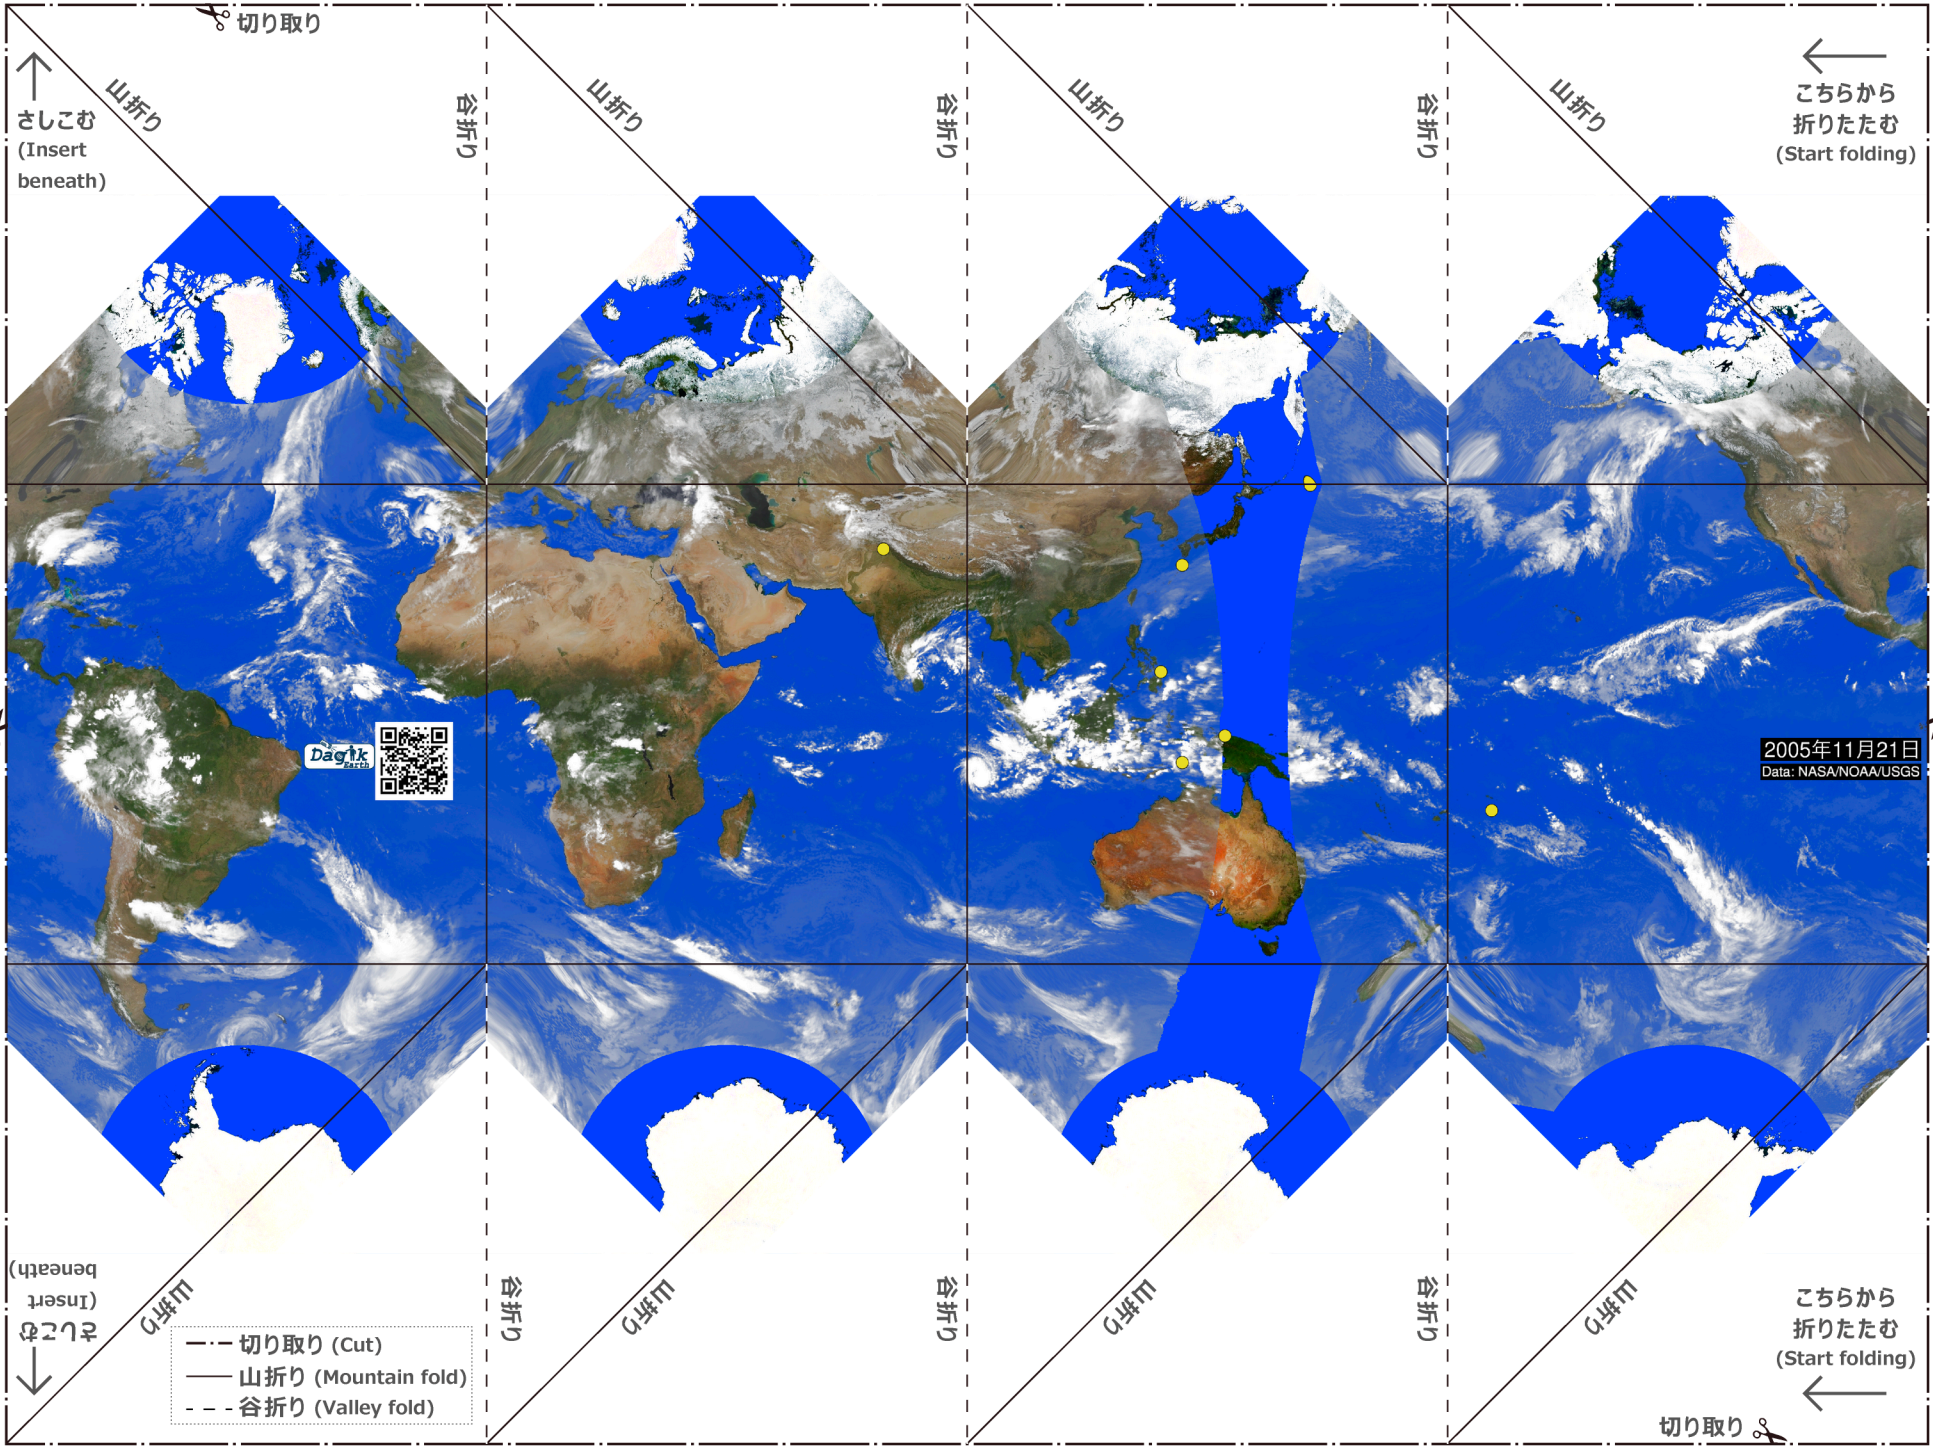 切り取り
山折り
谷折り
山折り
谷折り
山折り
谷折り
山折り
さしこむ
(Insert
beneath)
こちらから
折りたたむ
(Start folding)
Dagik
Earth
2005年11月21日
Data: NASA/NOAA/USGS
さしこむ
(Insert
beneath)
山折り
谷折り
山折り
谷折り
山折り
谷折り
山折り
こちらから
折りたたむ
(Start folding)
切り取り (Cut)
山折り (Mountain fold)
谷折り (Valley fold)
切り取り